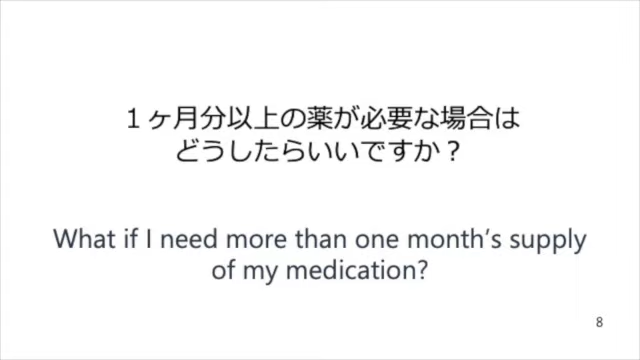 １ヶ月分以上の薬が必要な場合は
どうしたらいいですか？
What if I need more than one month’s supply
of my medication?
8